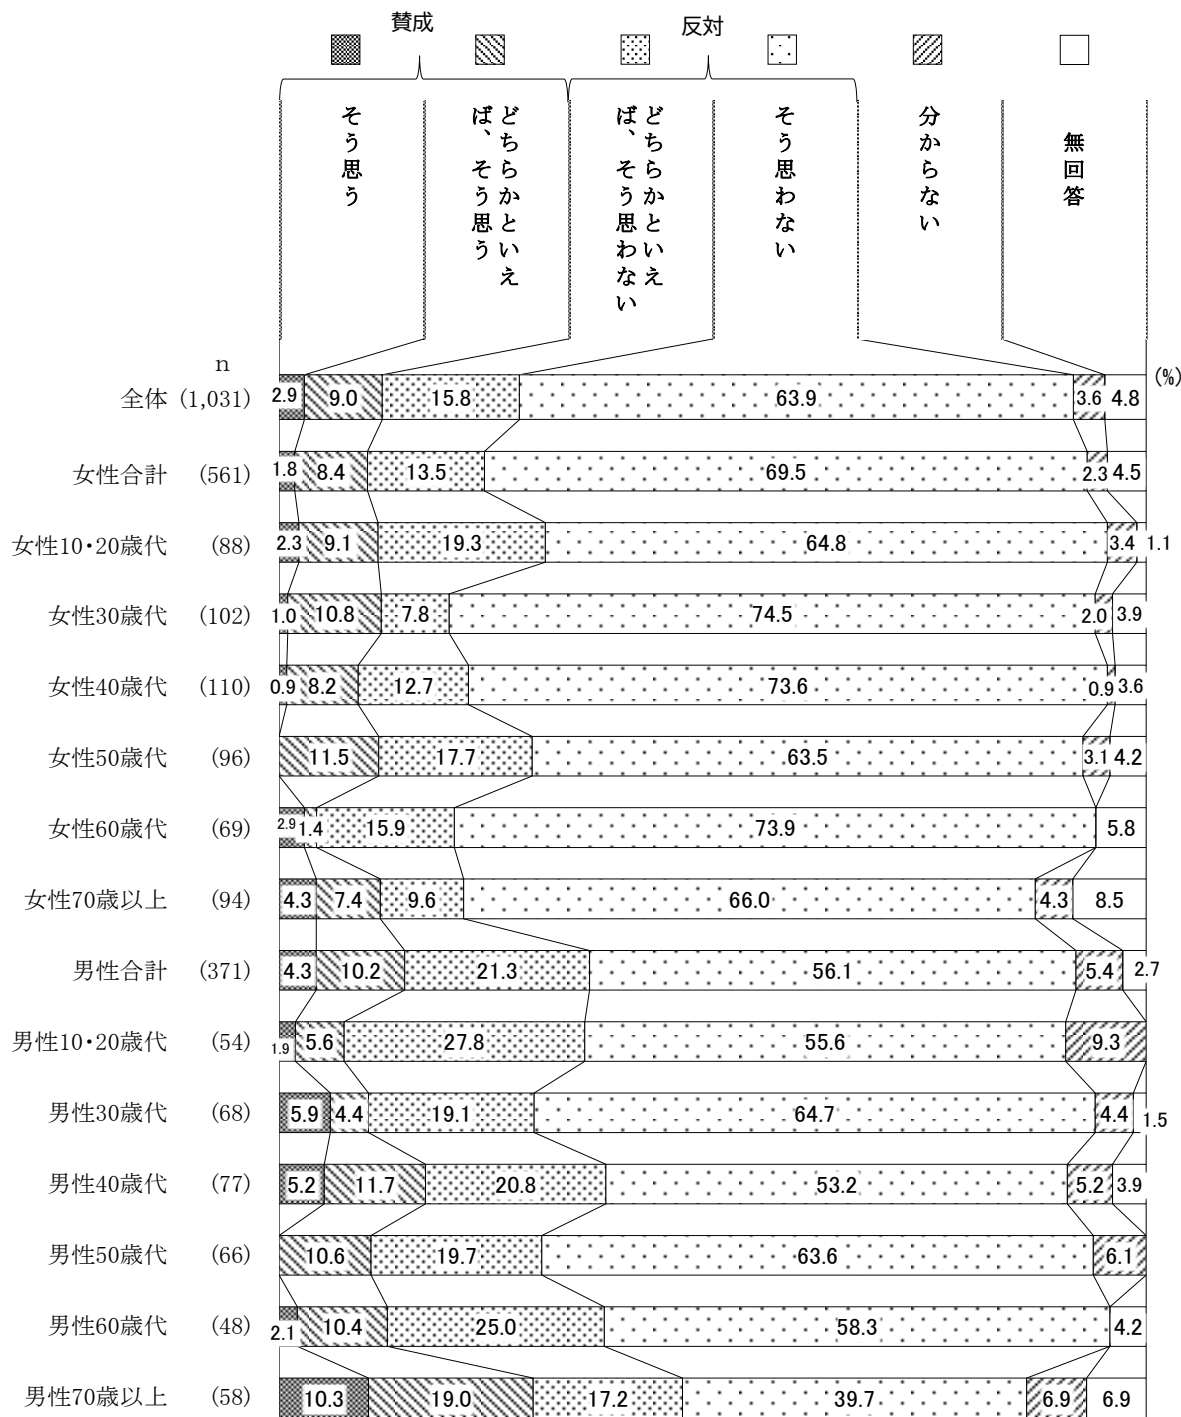 賛成
反対
そう思う
どちらかといえ
ば、そう思う
どちらかといえ
ば、そう思わない
そう思わない
分からない
無回答
n
(%)
全体 (1,031) 2.9 9.0 15.8 63.9 3.6 4.8
女性合計 (561) 1.8 8.4 13.5 69.5 2.3 4.5
女性10・20歳代 (88) 2.3 9.1 19.3 64.8 3.4 1.1
女性30歳代 (102) 1.0 10.8 7.8 74.5 2.0 3.9
女性40歳代 (110) 0.9 8.2 12.7 73.6 0.9 3.6
女性50歳代 (96) 11.5 17.7 63.5 3.1 4.2
女性60歳代 (69) 2.9 1.4 15.9 73.9 5.8
女性70歳以上 (94) 4.3 7.4 9.6 66.0 4.3 8.5
男性合計 (371) 4.3 10.2 21.3 56.1 5.4 2.7
男性10・20歳代 (54) 1.9 5.6 27.8 55.6 9.3
男性30歳代 (68) 5.9 4.4 19.1 64.7 4.4 1.5
男性40歳代 (77) 5.2 11.7 20.8 53.2 5.2 3.9
男性50歳代 (66) 10.6 19.7 63.6 6.1
男性60歳代 (48) 2.1 10.4 25.0 58.3 4.2
男性70歳以上 (58) 10.3 19.0 17.2 39.7 6.9 6.9